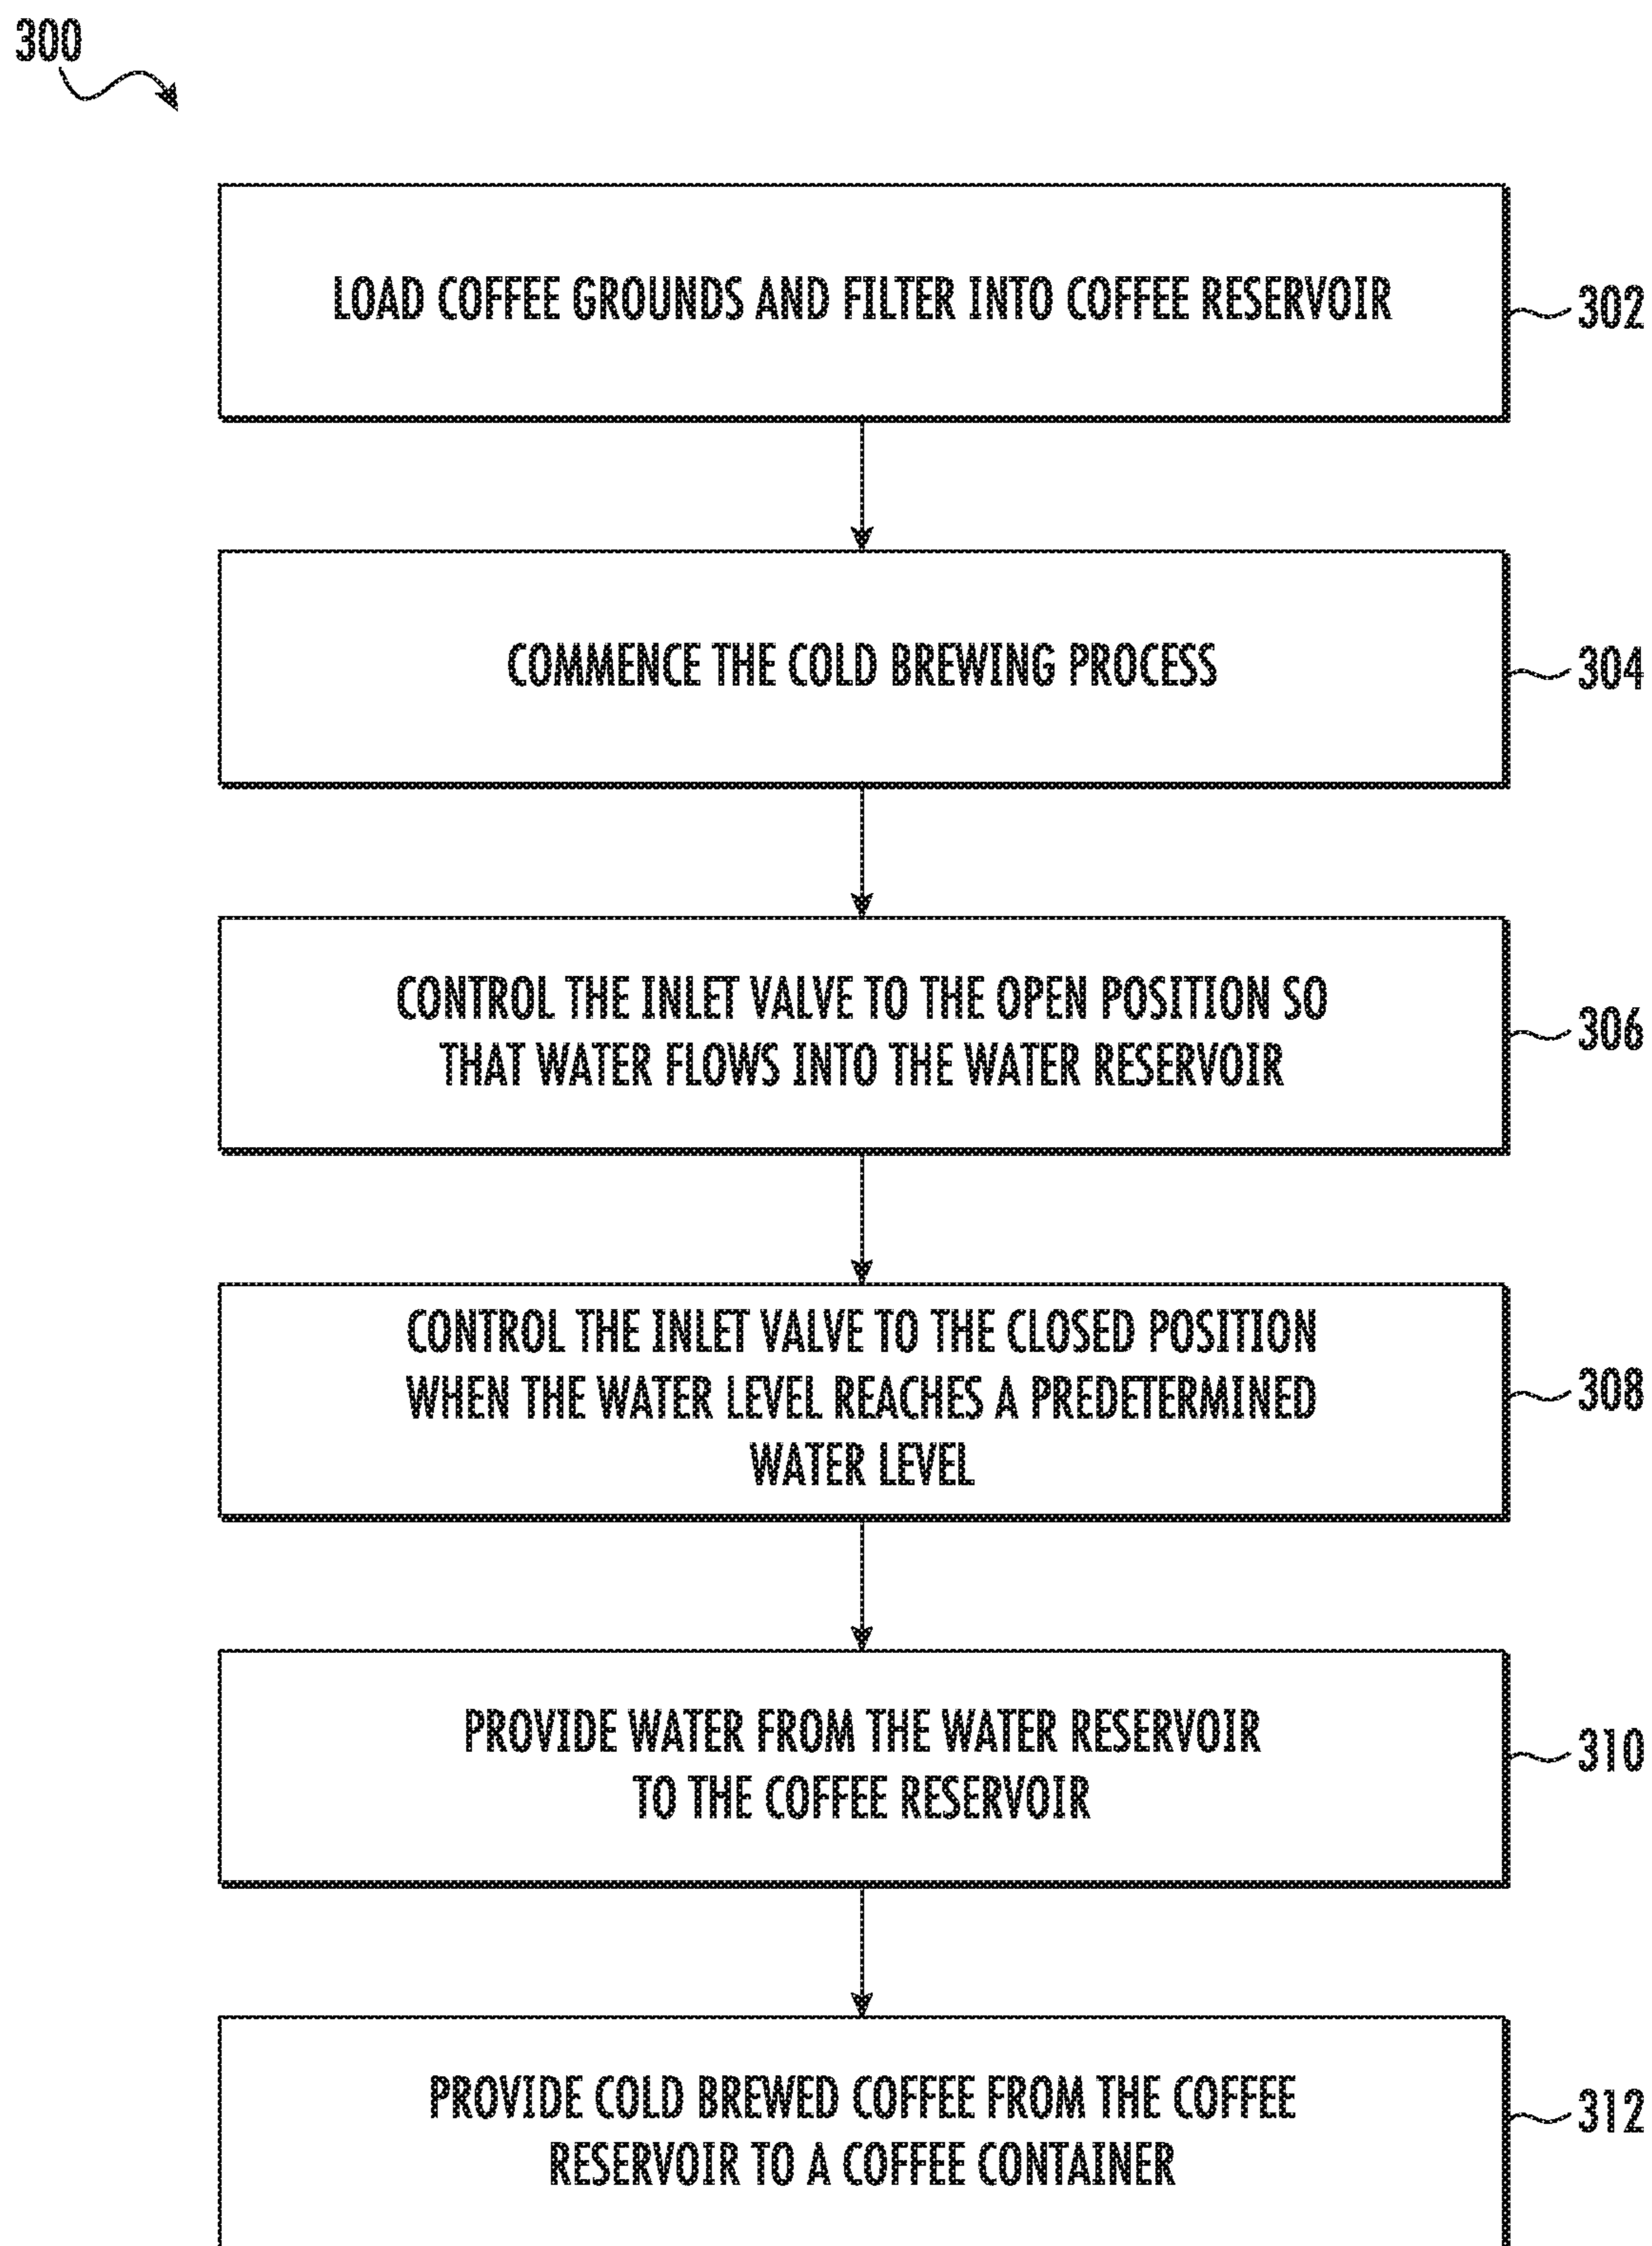 300
LOAD COFFEE GROUNDS AND FILTER INTO COFFEE RESERVOIR
302
COMMENCE THE COLD BREWING PROCESS
304
CONTROL THE INLET VALVE TO THE OPEN POSITION SO
THAT WATER FLOWS INTO THE WATER RESERVOIR
306
CONTROL THE INLET VALVE TO THE CLOSED POSITION
WHEN THE WATER LEVEL REACHES A PREDETERMINED
WATER LEVEL
308
PROVIDE WATER FROM THE WATER RESERVOIR
TO THE COFFEE RESERVOIR
310
PROVIDE COLD BREWED COFFEE FROM THE COFFEE
RESERVOIR TO A COFFEE CONTAINER
312